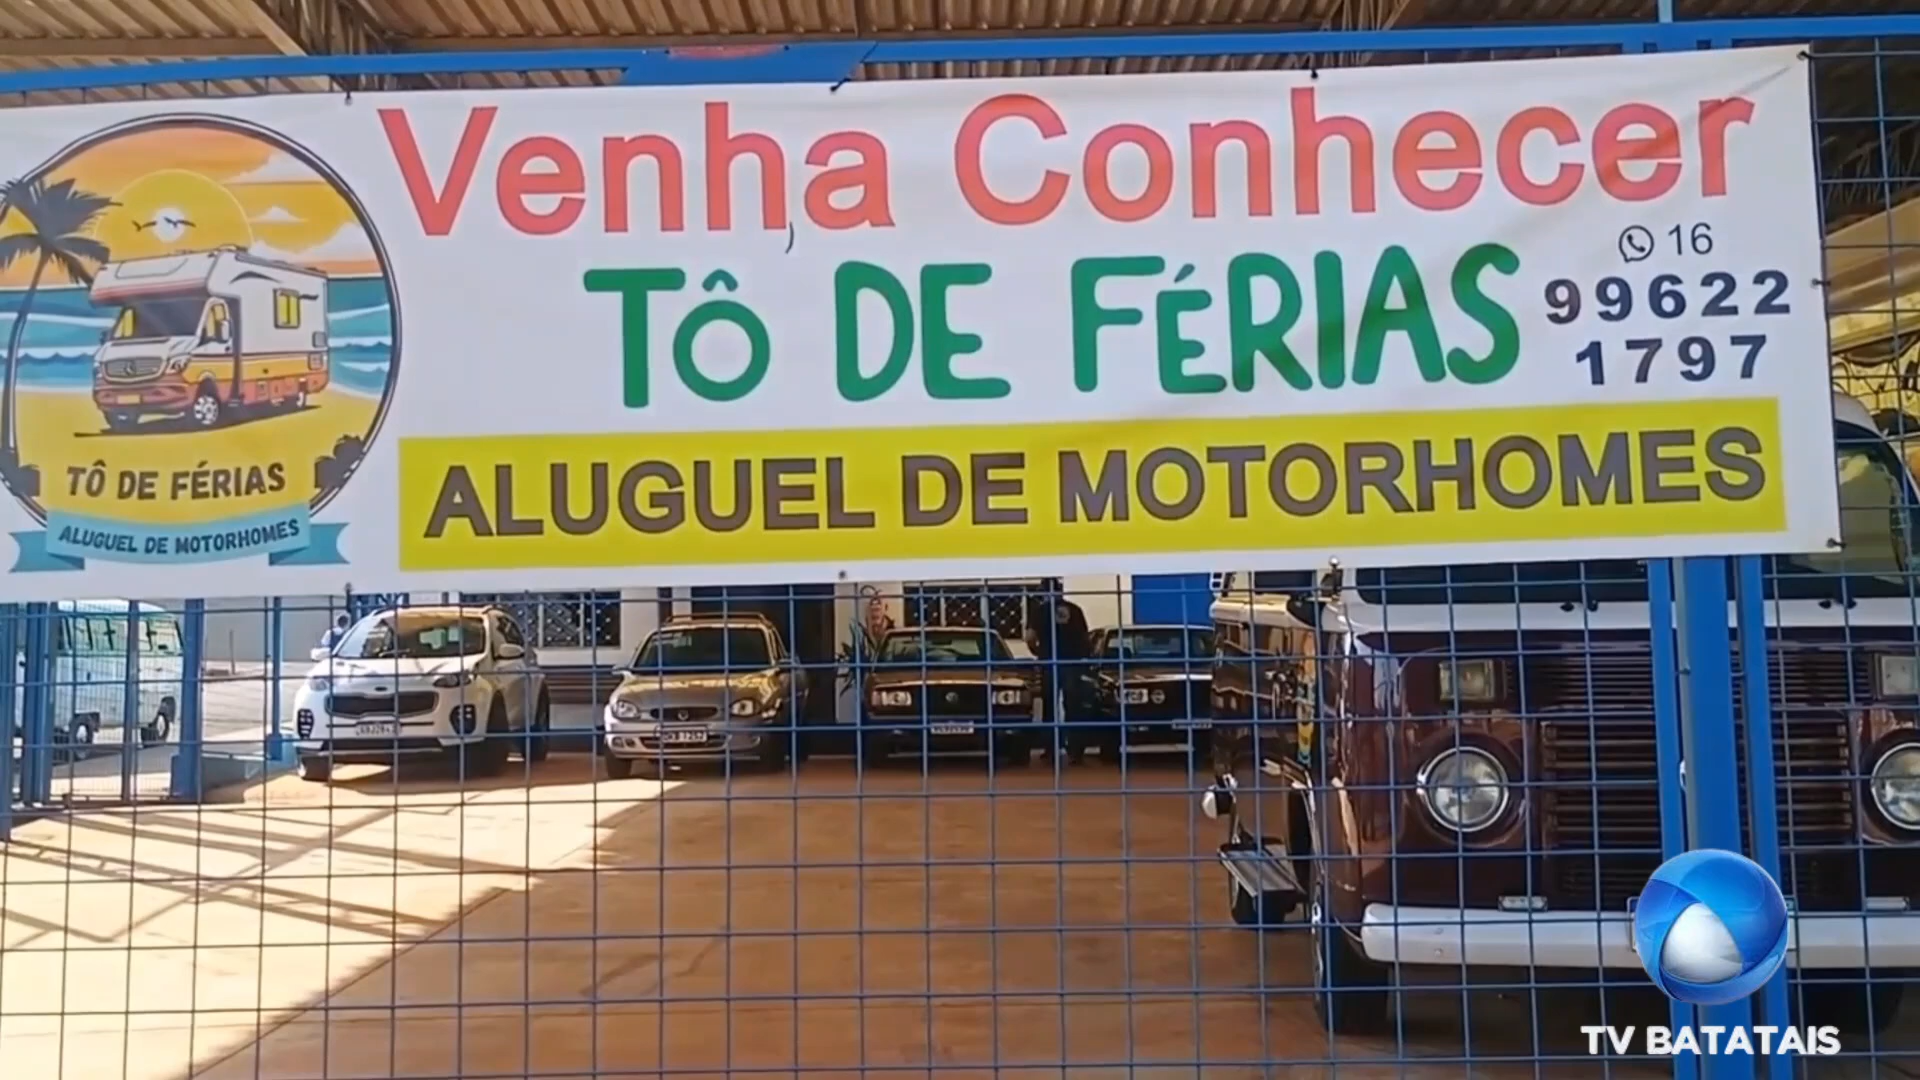 Venha Conhecer
TÔ DE FÉRIAS
16
99622
1797
ALUGUEL DE MOTORHOMES
TÔ DE FÉRIAS
ALUGUEL DE MOTORHOMES
TV BATATAIS